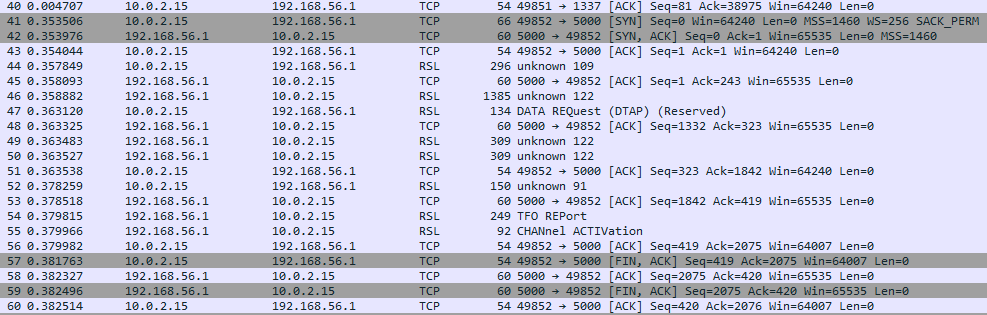 40 0.004707 10.0.2.15 192.168.56.1 TCP 54 49851 → 1337 [ACK] Seq=81 Ack=38975 Win=64240 Len=0
41 0.353506 10.0.2.15 192.168.56.1 TCP 66 49852 → 5000 [SYN] Seq=0 Win=64240 Len=0 MSS=1460 WS=256 SACK_PERM
42 0.353976 192.168.56.1 10.0.2.15 TCP 60 5000 → 49852 [SYN, ACK] Seq=0 Ack=1 Win=65535 Len=0 MSS=1460
43 0.354044 10.0.2.15 192.168.56.1 TCP 54 49852 → 5000 [ACK] Seq=1 Ack=1 Win=64240 Len=0
44 0.357849 10.0.2.15 192.168.56.1 RSL 296 unknown 109
45 0.358093 192.168.56.1 10.0.2.15 TCP 60 5000 → 49852 [ACK] Seq=1 Ack=243 Win=65535 Len=0
46 0.358882 192.168.56.1 10.0.2.15 RSL 1385 unknown 122
47 0.363120 10.0.2.15 192.168.56.1 RSL 134 DATA REQuest (DTAP) (Reserved)
48 0.363325 192.168.56.1 10.0.2.15 TCP 60 5000 → 49852 [ACK] Seq=1332 Ack=323 Win=65535 Len=0
49 0.363483 192.168.56.1 10.0.2.15 RSL 309 unknown 122
50 0.363527 192.168.56.1 10.0.2.15 RSL 309 unknown 122
51 0.363538 10.0.2.15 192.168.56.1 TCP 54 49852 → 5000 [ACK] Seq=323 Ack=1842 Win=64240 Len=0
52 0.378259 10.0.2.15 192.168.56.1 RSL 150 unknown 91
53 0.378518 192.168.56.1 10.0.2.15 TCP 60 5000 → 49852 [ACK] Seq=1842 Ack=419 Win=65535 Len=0
54 0.379815 192.168.56.1 10.0.2.15 RSL 249 TFO REPort
55 0.379966 192.168.56.1 10.0.2.15 RSL 92 CHANnel ACTIVation
56 0.379982 10.0.2.15 192.168.56.1 TCP 54 49852 → 5000 [ACK] Seq=419 Ack=2075 Win=64007 Len=0
57 0.381763 10.0.2.15 192.168.56.1 TCP 54 49852 → 5000 [FIN, ACK] Seq=419 Ack=2075 Win=64007 Len=0
58 0.382327 192.168.56.1 10.0.2.15 TCP 60 5000 → 49852 [ACK] Seq=2075 Ack=420 Win=65535 Len=0
59 0.382496 192.168.56.1 10.0.2.15 TCP 60 5000 → 49852 [FIN, ACK] Seq=2075 Ack=420 Win=65535 Len=0
60 0.382514 10.0.2.15 192.168.56.1 TCP 54 49852 → 5000 [ACK] Seq=420 Ack=2076 Win=64007 Len=0